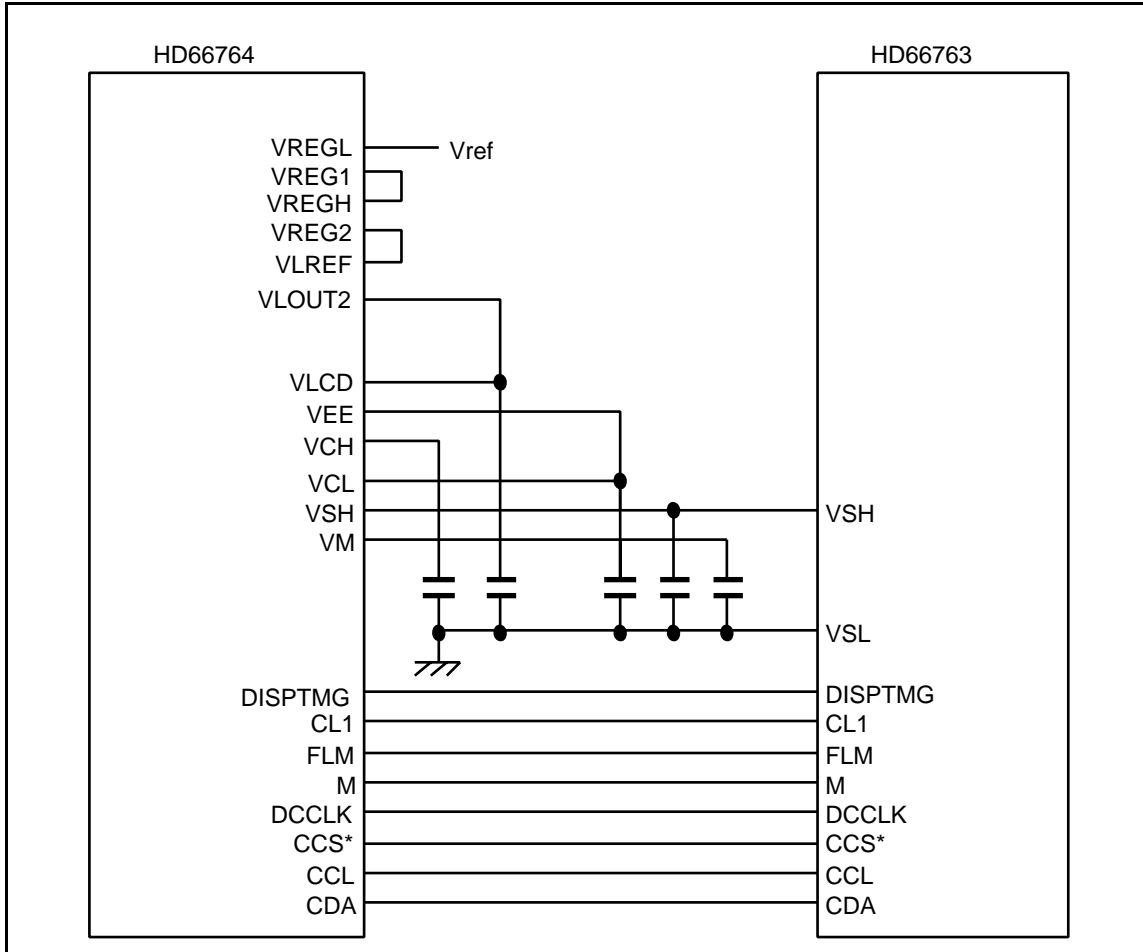 HD66764
HD66763
VREGL
Vref
VREG1
VREGH
VREG2
VLREF
VLOUT2
VLCD
VEE
VCH
VCL
VSH
VSH
VM
VSL
DISPTMG
DISPTMG
CL1
CL1
FLM
FLM
M
M
DCCLK
DCCLK
CCS*
CCS*
CCL
CCL
CDA
CDA